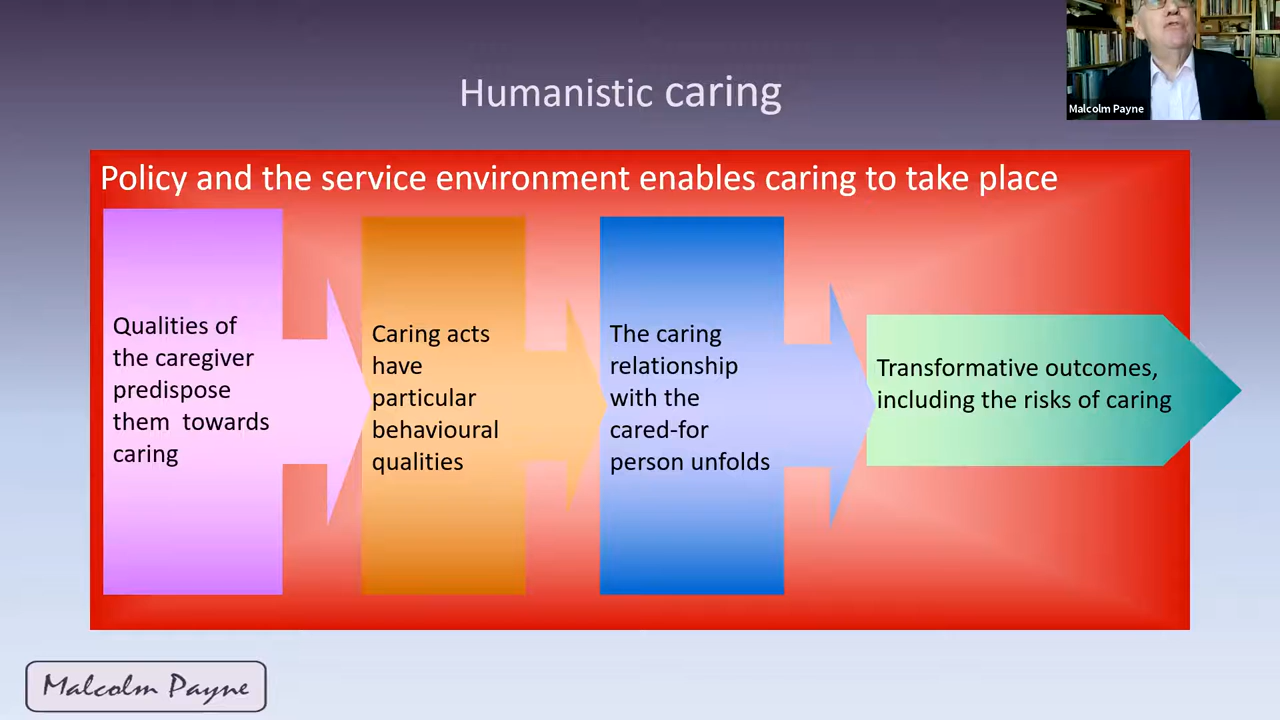 Malcolm Payne
Humanistic caring
Policy and the service environment enables caring to take place
Qualities of
the caregiver
predispose
them towards
caring
Caring acts
have
particular
behavioural
qualities
The caring
relationship
with the
cared-for
person unfolds
Transformative outcomes,
including the risks of caring
Malcolm Payne